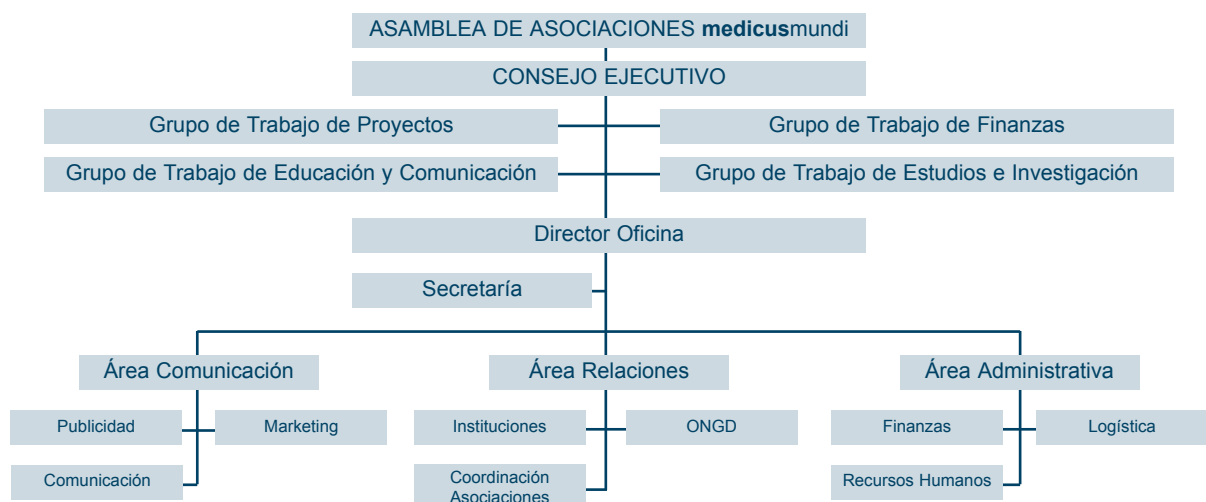 ASAMBLEA DE ASOCIACIONES medicusmundi
CONSEJO EJECUTIVO
Grupo de Trabajo de Proyectos
Grupo de Trabajo de Finanzas
Grupo de Trabajo de Educación y Comunicación
Grupo de Trabajo de Estudios e Investigación
Director Oficina
Secretaría
Área Comunicación
Área Relaciones
Área Administrativa
Publicidad
Marketing
Instituciones
ONGD
Finanzas
Logística
Comunicación
Coordinación
Asociaciones
Recursos Humanos